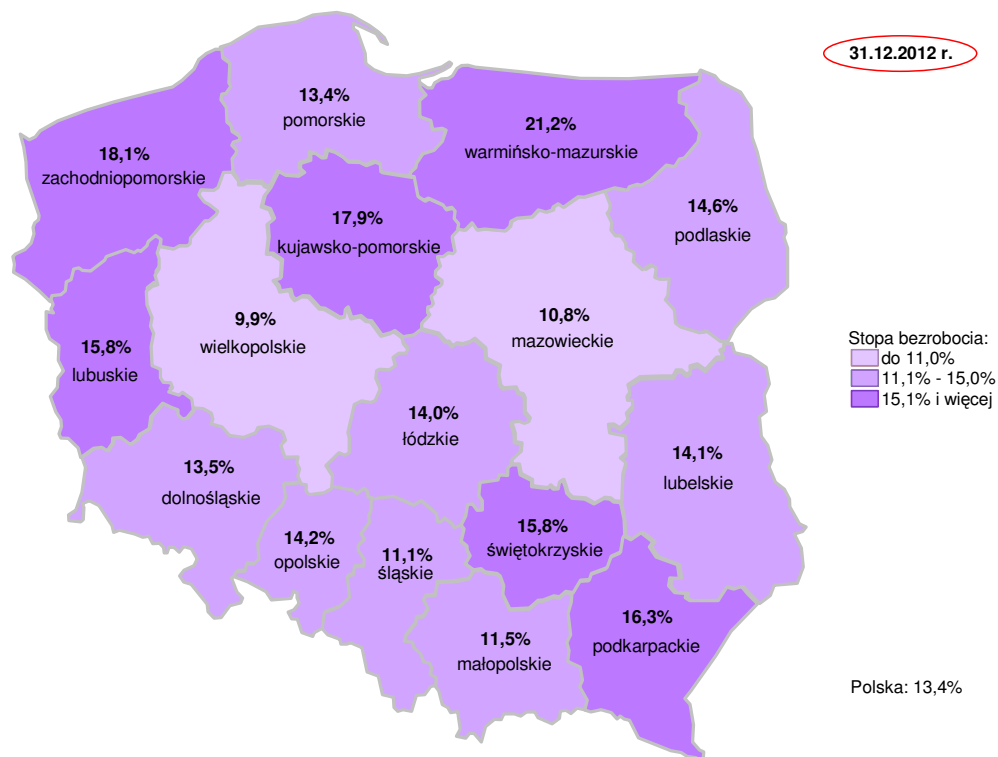 31.12.2012 r.
13,4%
pomorskie
21,2%
warmińsko-mazurskie
18,1%
zachodniopomorskie
14,6%
podlaskie
17,9%
kujawsko-pomorskie
9,9%
wielkopolskie
10,8%
mazowieckie
15,8%
lubuskie
Stopa bezrobocia:
do 11,0%
11,1% - 15,0%
15,1% i więcej
14,0%
łódzkie
13,5%
dolnośląskie
14,1%
lubelskie
14,2%
opolskie
11,1%
śląskie
15,8%
świętokrzyskie
11,5%
małopolskie
16,3%
podkarpackie
Polska: 13,4%